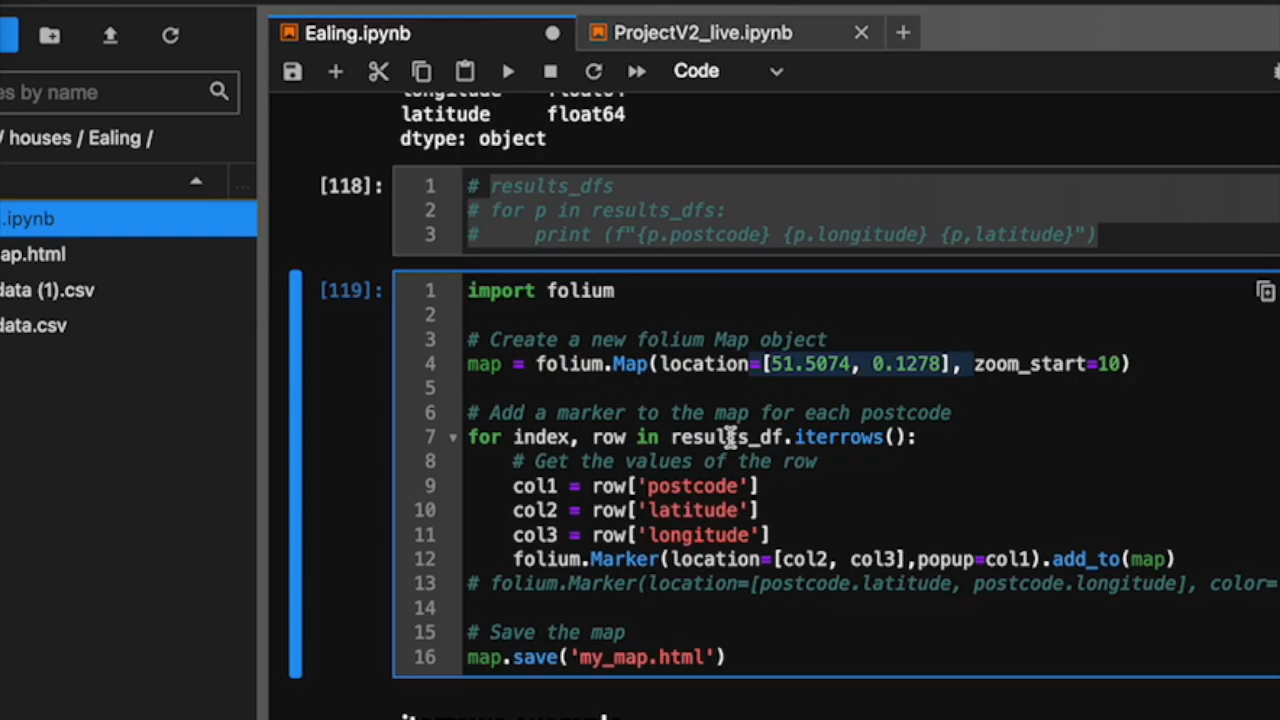 Ealing.ipynb
ProjectV2_live.ipynb
Code
es by name
/ houses / Ealing /
.ipynb
ap.html
data (1).csv
data.csv
latitude float64
dtype: object
[118]:
1 # results_dfs
2 # for p in results_dfs:
3 #     print (f"{p.postcode} {p.longitude} {p,latitude}")
[119]:
1 import folium
2
3 # Create a new folium Map object
4 map = folium.Map(location=[51.5074, 0.1278], zoom_start=10)
5
6 # Add a marker to the map for each postcode
7 for index, row in results_df.iterrows():
8     # Get the values of the row
9     col1 = row['postcode']
10     col2 = row['latitude']
11     col3 = row['longitude']
12     folium.Marker(location=[col2, col3],popup=col1).add_to(map)
13 # folium.Marker(location=[postcode.latitude, postcode.longitude], color=
14
15 # Save the map
16 map.save('my_map.html')